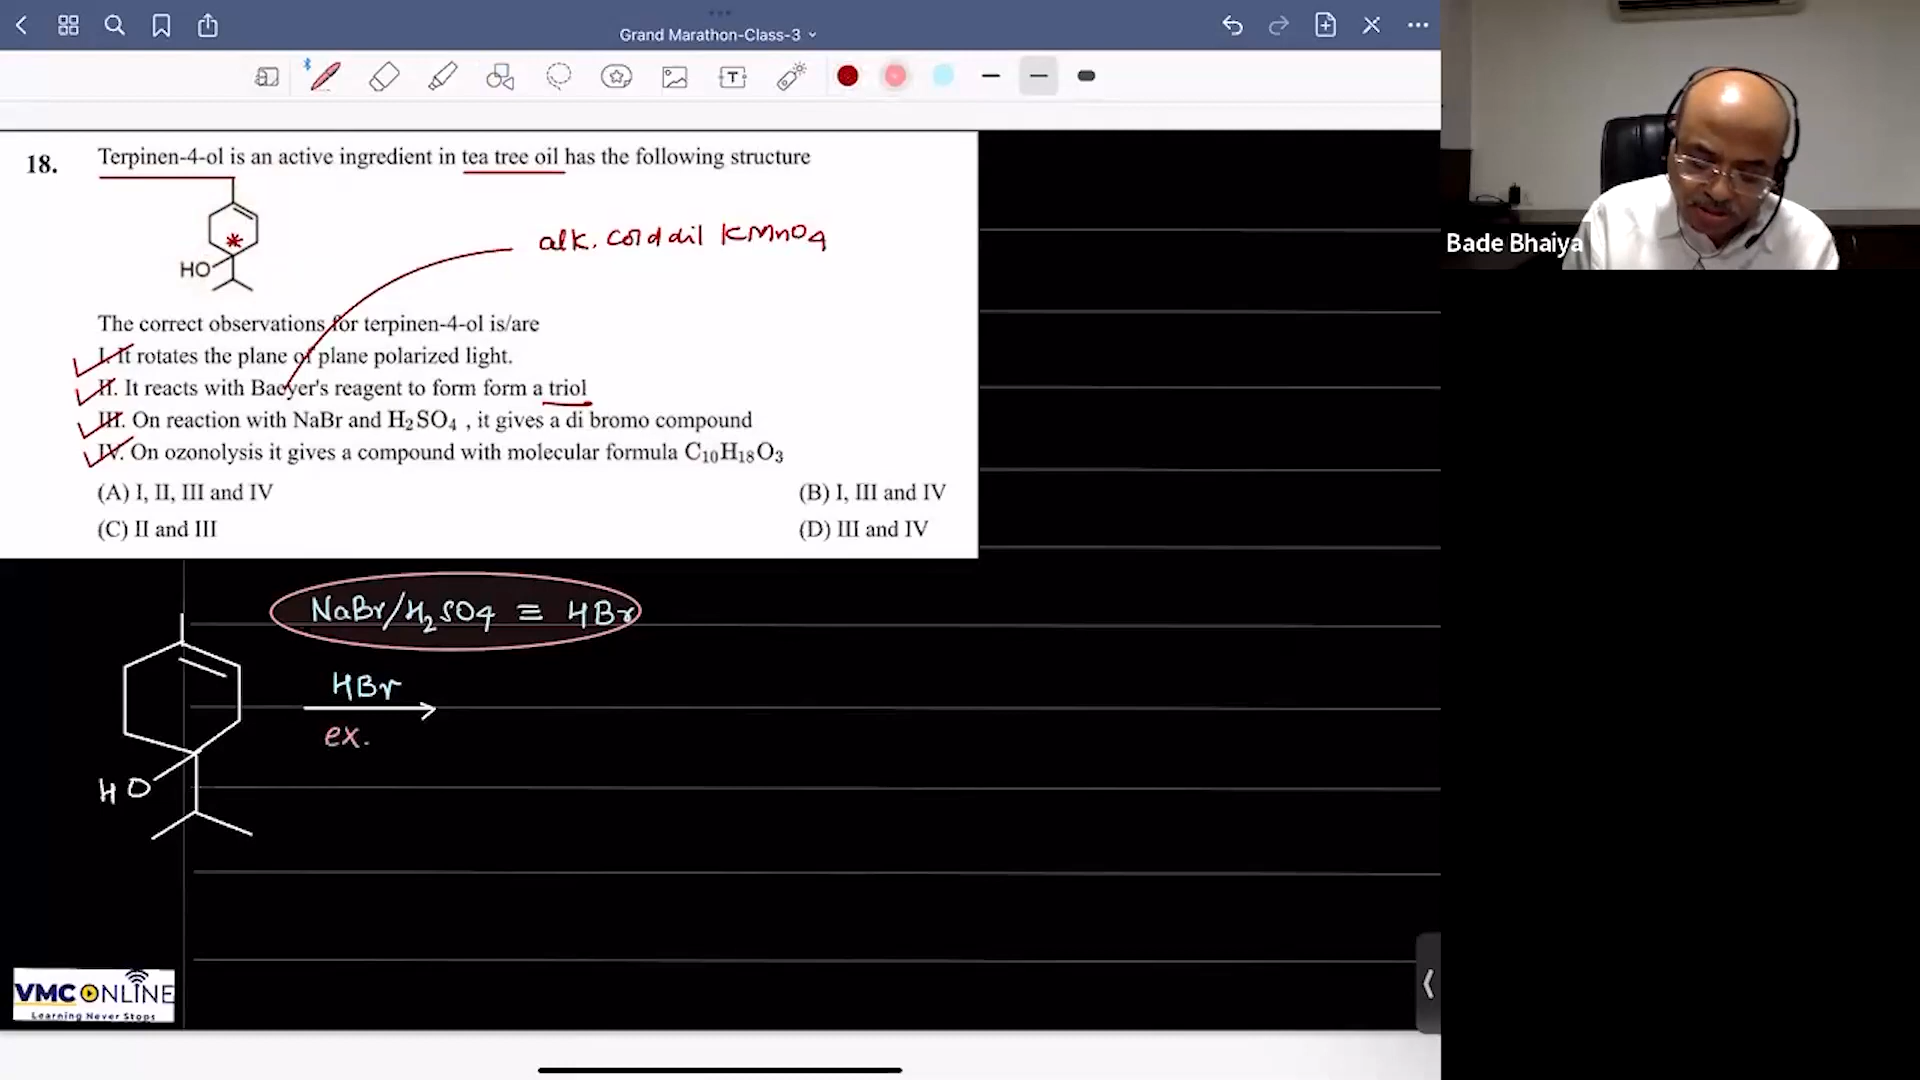 Grand Marathon-Class-3
18. Terpinen-4-ol is an active ingredient in tea tree oil has the following structure
HO
alk. cold dil KMnO4
The correct observations for terpinen-4-ol is/are
I. It rotates the plane of plane polarized light.
II. It reacts with Baeyer's reagent to form form a triol
III. On reaction with NaBr and H₂SO₄ , it gives a di bromo compound
IV. On ozonolysis it gives a compound with molecular formula C₁₀H₁₈O₃
(A) I, II, III and IV (B) I, III and IV
(C) II and III (D) III and IV
NaBr/H₂SO₄ ≡ HBr
HBr
ex.
HO
VMC ONLINE
Learning Never Stops
Bade Bhaiya